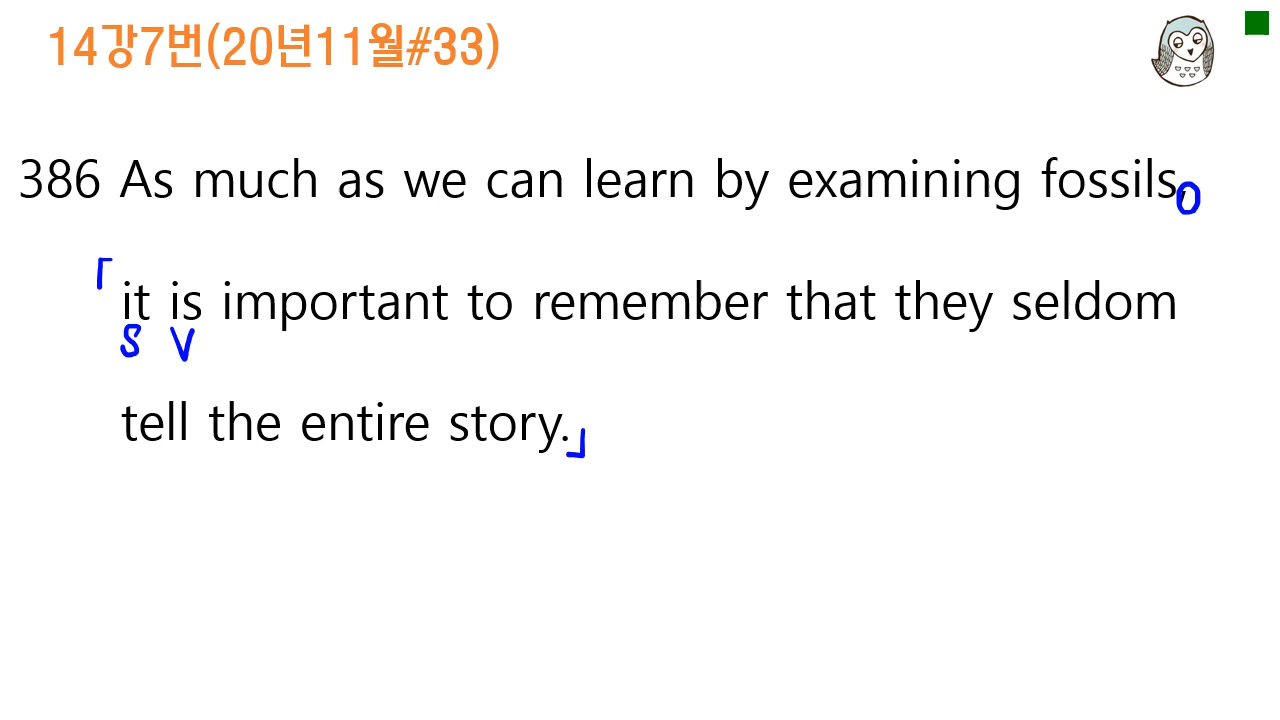 14강7번(20년11월#33)
386 As much as we can learn by examining fossils,
it is important to remember that they seldom
S V
tell the entire story.